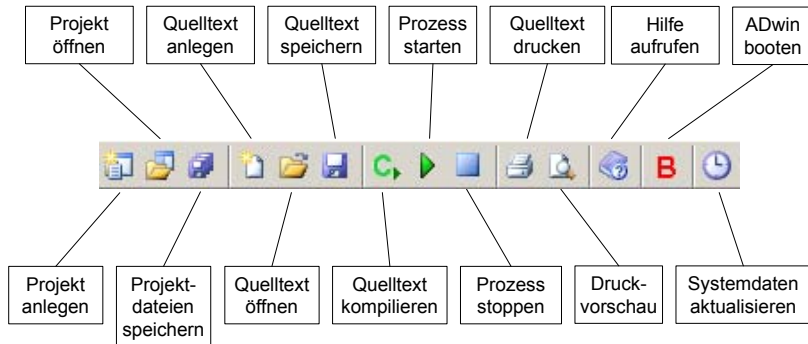 Projekt
öffnen
Quelltext
anlegen
Quelltext
speichern
Prozess
starten
Quelltext
drucken
Hilfe
aufrufen
ADwin
booten
C
B
Projekt
anlegen
Projekt-
dateien
speichern
Quelltext
öffnen
Quelltext
kompilieren
Prozess
stoppen
Druck-
vorschau
Systemdaten
aktualisieren